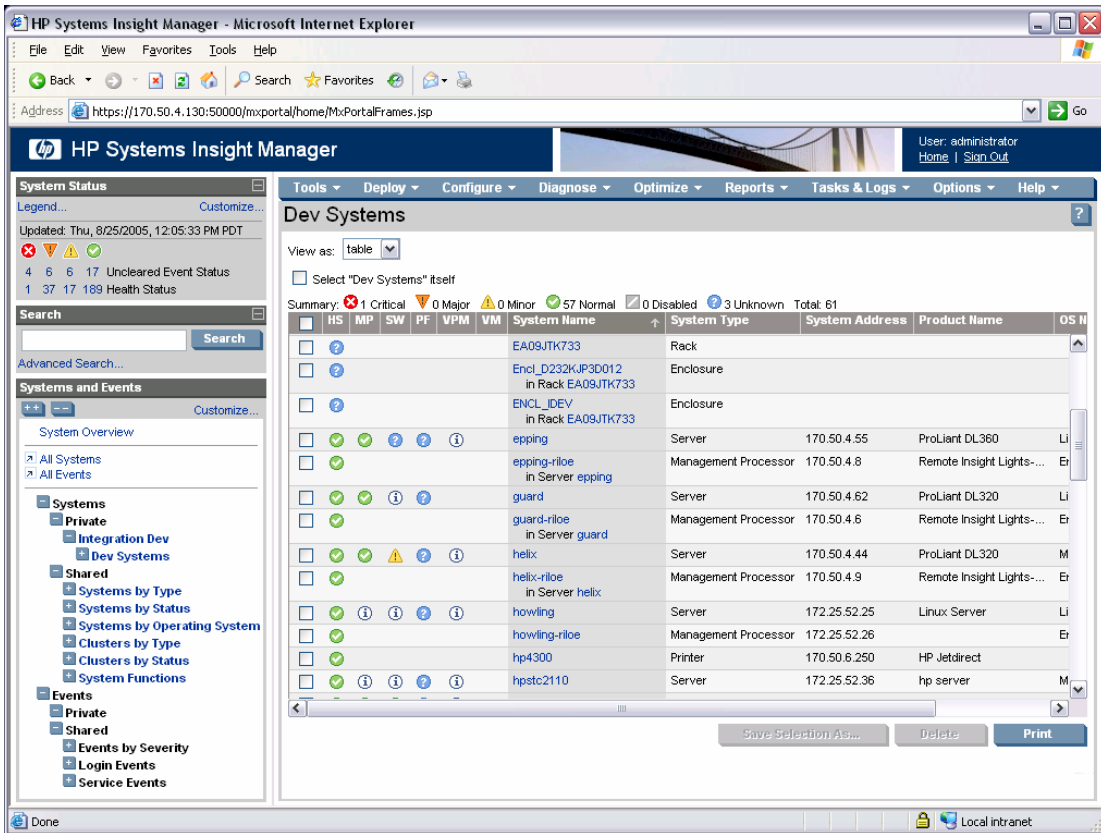 HP Systems Insight Manager - Microsoft Internet Explorer
File Edit View Favorites Tools Help
Back Search Favorites
Address https://170.50.4.130:50000/mxportal/home/MxPortalFrames.jsp Go
hp HP Systems Insight Manager
User: administrator
Home | Sign Out
System Status
Legend... Customize...
Updated: Thu, 8/25/2005, 12:05:33 PM PDT
4 6 6 17 Uncleared Event Status
1 37 17 189 Health Status
Search
Search
Advanced Search...
Systems and Events
++ -- Customize...
System Overview
All Systems
All Events
Systems
Private
Integration Dev
Dev Systems
Shared
Systems by Type
Systems by Status
Systems by Operating System
Clusters by Type
Clusters by Status
System Functions
Events
Private
Shared
Events by Severity
Login Events
Service Events
Tools Deploy Configure Diagnose Optimize Reports Tasks & Logs Options Help
Dev Systems ?
View as: table
Select "Dev Systems" itself
Summary: 1 Critical 0 Major 0 Minor 57 Normal 0 Disabled 3 Unknown Total: 61
HS MP SW PF VPM VM System Name System Type System Address Product Name OS N
EA09JTK733 Rack
Encl_D232KJP3D012 Enclosure
in Rack EA09JTK733
ENCL_IDEV Enclosure
in Rack EA09JTK733
epping Server 170.50.4.55 ProLiant DL360 Li
epping-riloe Management Processor 170.50.4.8 Remote Insight Lights-... Er
in Server epping
guard Server 170.50.4.62 ProLiant DL320 Li
guard-riloe Management Processor 170.50.4.6 Remote Insight Lights-... Er
in Server guard
helix Server 170.50.4.44 ProLiant DL320 M
helix-riloe Management Processor 170.50.4.9 Remote Insight Lights-... Er
in Server helix
howling Server 172.25.52.25 Linux Server Li
howling-riloe Management Processor 172.25.52.26 Er
hp4300 Printer 170.50.6.250 HP Jetdirect
hpstc2110 Server 172.25.52.36 hp server M
Save Selection As... Delete Print
Done Local intranet